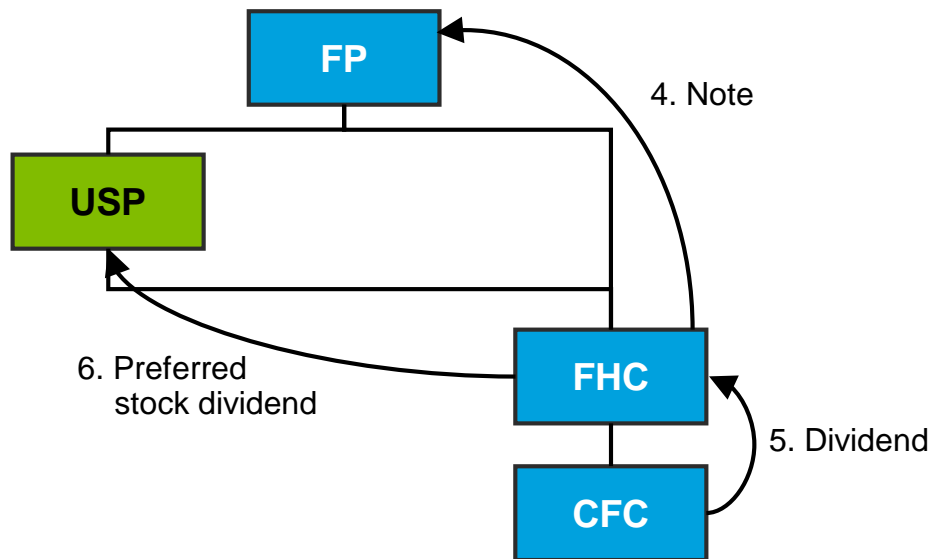 FP
4. Note
USP
6. Preferred
stock dividend
FHC
5. Dividend
CFC